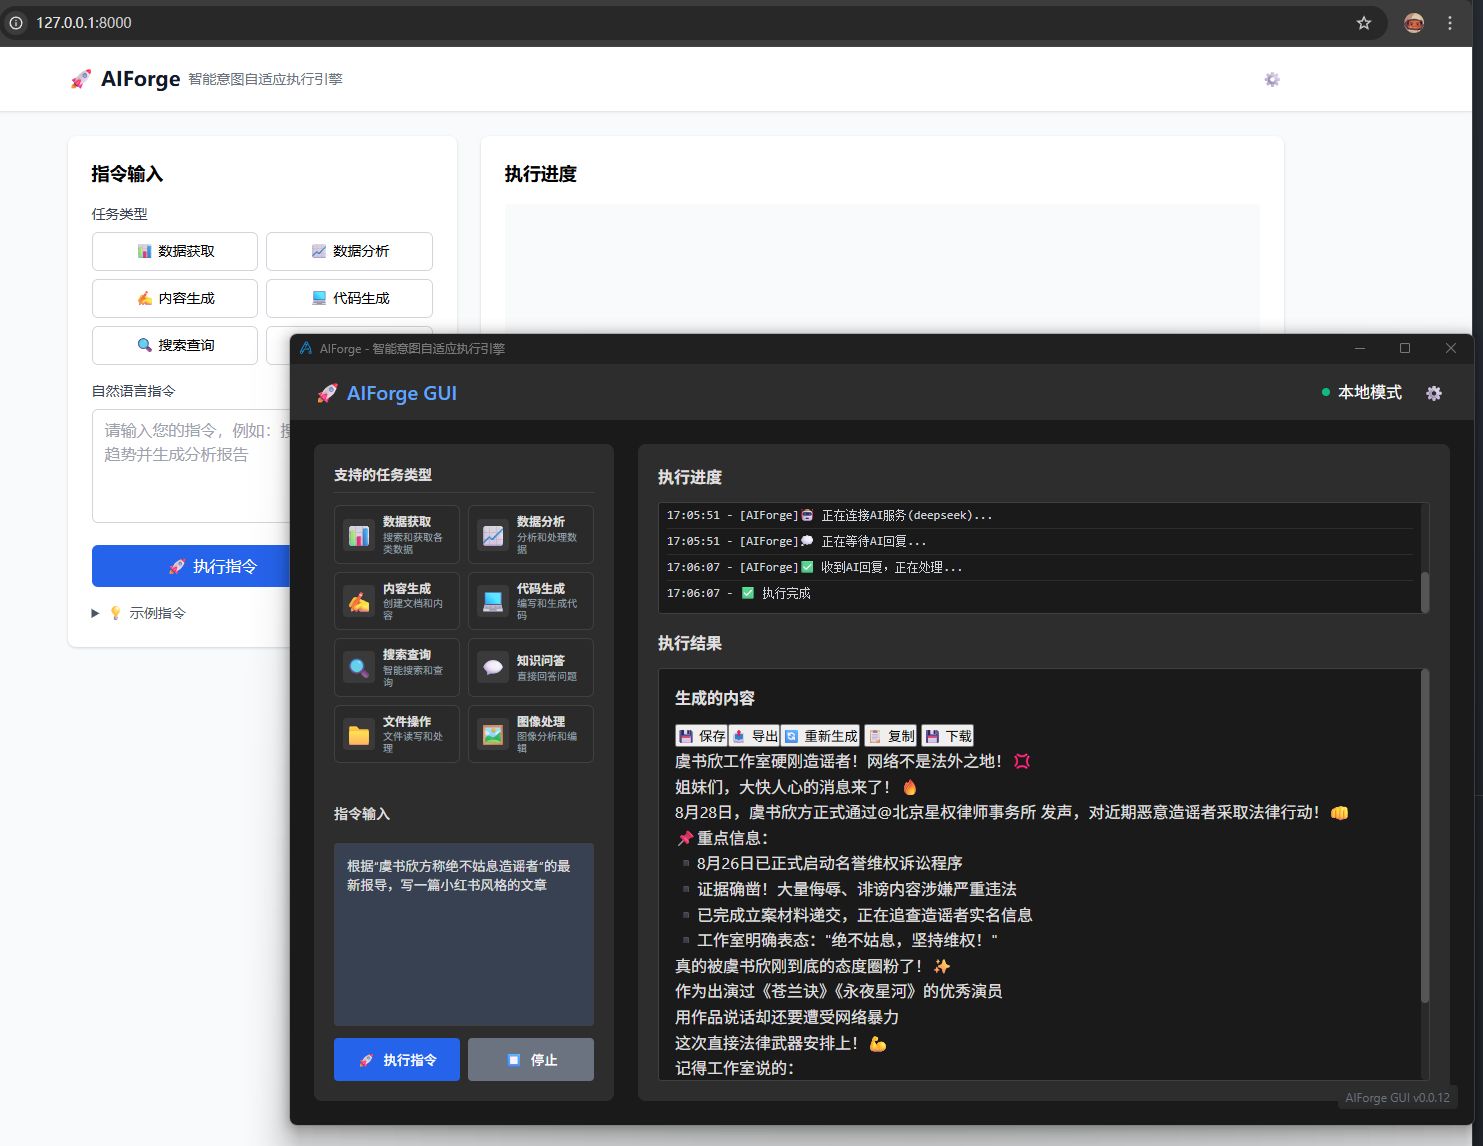 127.0.0.1:8000
AIForge 智能意图自适应执行引擎
指令输入
任务类型
数据获取
数据分析
内容生成
代码生成
搜索查询
自然语言指令
请输入您的指令，例如：
趋势并生成分析报告
执行指令
示例指令
执行进度
AIForge - 智能意图自适应执行引擎
AIForge GUI
本地模式
支持的任务类型
数据获取
搜索和获取各
类数据
数据分析
分析和处理数
据
内容生成
创建文档和内
容
代码生成
编写和生成代
码
搜索查询
智能搜索和查
询
知识问答
直接回答问题
文件操作
文件读写和处
理
图像处理
图像分析和编
辑
指令输入
根据"虞书欣方称绝不姑息造谣者"的最
新报导，写一篇小红书风格的文章
执行指令
停止
执行进度
17:05:51 - [AIForge] 正在连接AI服务(deepseek)...
17:05:51 - [AIForge] 正在等待AI回复...
17:06:07 - [AIForge] 收到AI回复，正在处理...
17:06:07 - 执行完成
执行结果
生成的内容
保存 导出 重新生成 复制 下载
虞书欣工作室硬刚造谣者！网络不是法外之地！💢
姐妹们，大快人心的消息来了！🔥
8月28日，虞书欣方正式通过@北京星权律师事务所 发声，对近期恶意造谣者采取法律行动！👊
📌重点信息：
▪️8月26日已正式启动名誉维权诉讼程序
▪️证据确凿！大量侮辱、诽谤内容涉嫌严重违法
▪️已完成立案材料递交，正在追查造谣者实名信息
▪️工作室明确表态："绝不姑息，坚持维权！"
真的被虞书欣刚到底的态度圈粉了！✨
作为出演过《苍兰诀》《永夜星河》的优秀演员
用作品说话却还要遭受网络暴力
这次直接法律武器安排上！💪
记得工作室说的：
AIForge GUI v0.0.12